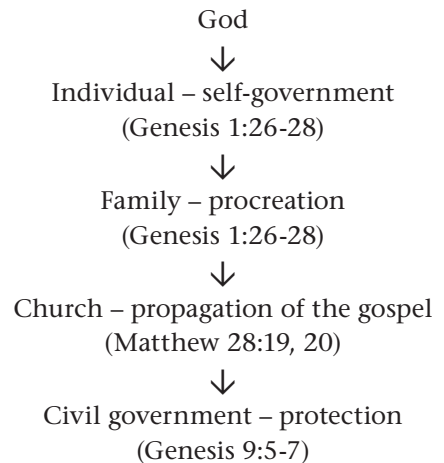 God
↓
Individual – self-government
(Genesis 1:26-28)
↓
Family – procreation
(Genesis 1:26-28)
↓
Church – propagation of the gospel
(Matthew 28:19, 20)
↓
Civil government – protection
(Genesis 9:5-7)